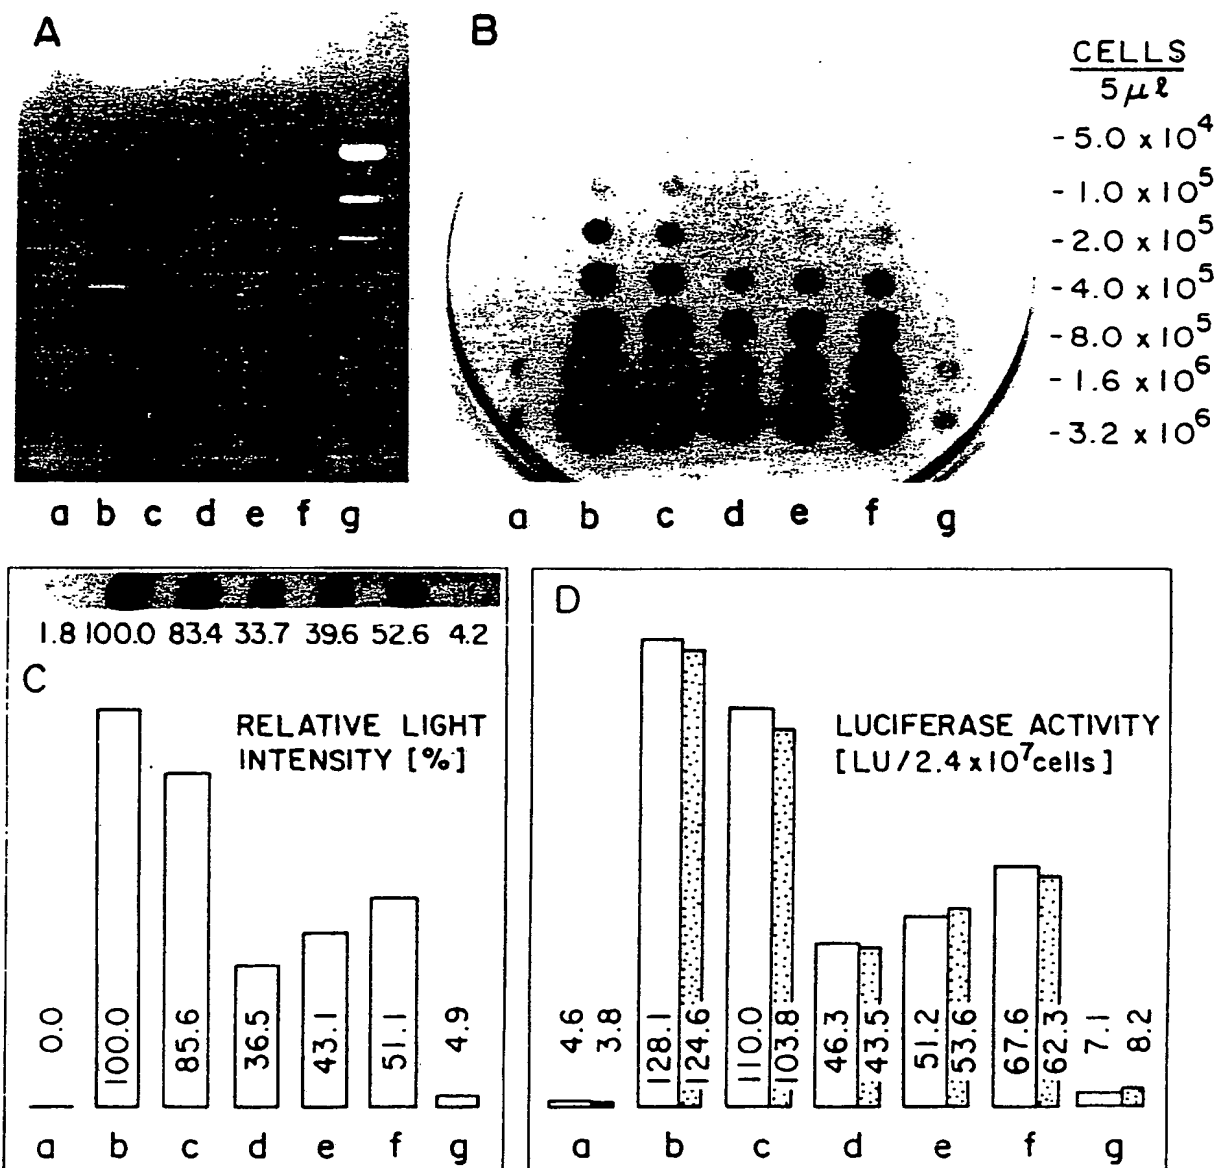 A
B
CELLS
5 μl
- 5.0 x 10⁴
- 1.0 x 10⁵
- 2.0 x 10⁵
- 4.0 x 10⁵
- 8.0 x 10⁵
- 1.6 x 10⁶
- 3.2 x 10⁶
a b c d e f g
a b c d e f g
1.8 100.0 83.4 33.7 39.6 52.6 4.2
C
RELATIVE LIGHT
INTENSITY [%]
0.0 100.0 85.6 36.5 43.1 51.1 4.9
a b c d e f g
D
LUCIFERASE ACTIVITY
[LU/2.4 x 10⁷ cells]
4.6 3.8 128.1 124.6 110.0 103.8 46.3 43.5 51.2 53.6 67.6 62.3 7.1 8.2
a b c d e f g